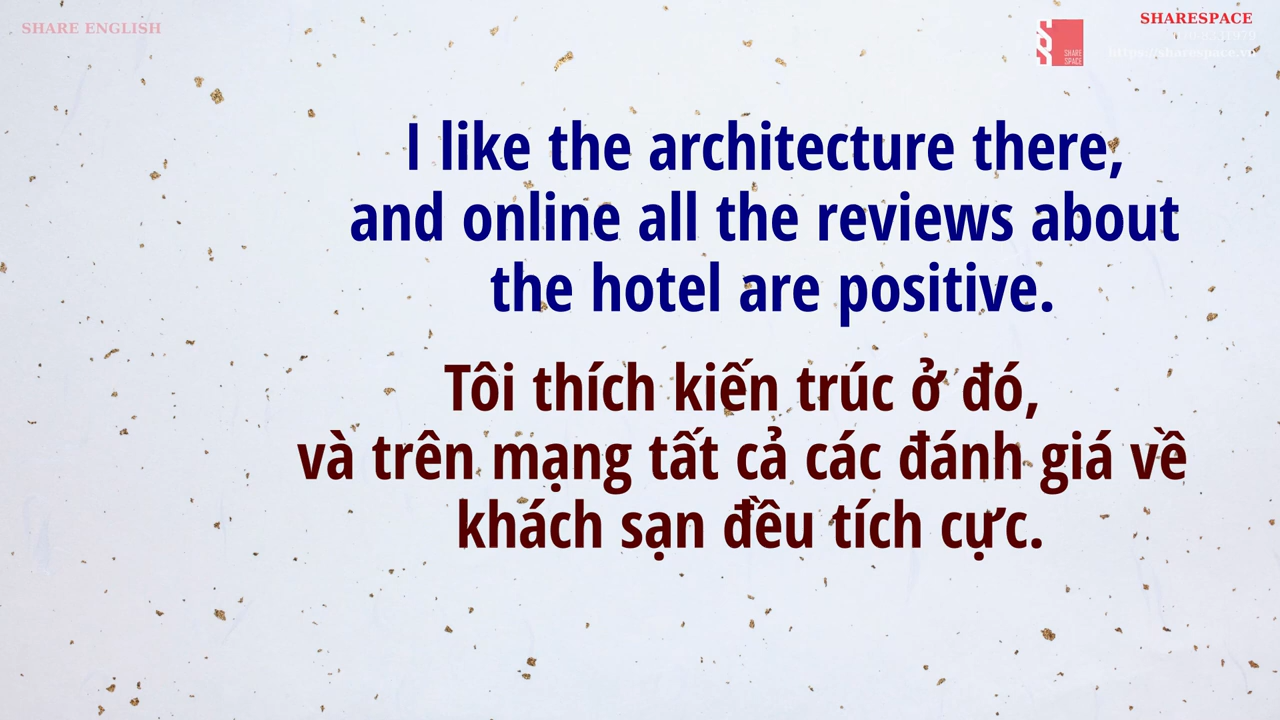 SHARE ENGLISH
SHARESPACE
https://sharespace.vn
SHARE
SPACE
I like the architecture there,
and online all the reviews about
the hotel are positive.
Tôi thích kiến trúc ở đó,
và trên mạng tất cả các đánh giá về
khách sạn đều tích cực.